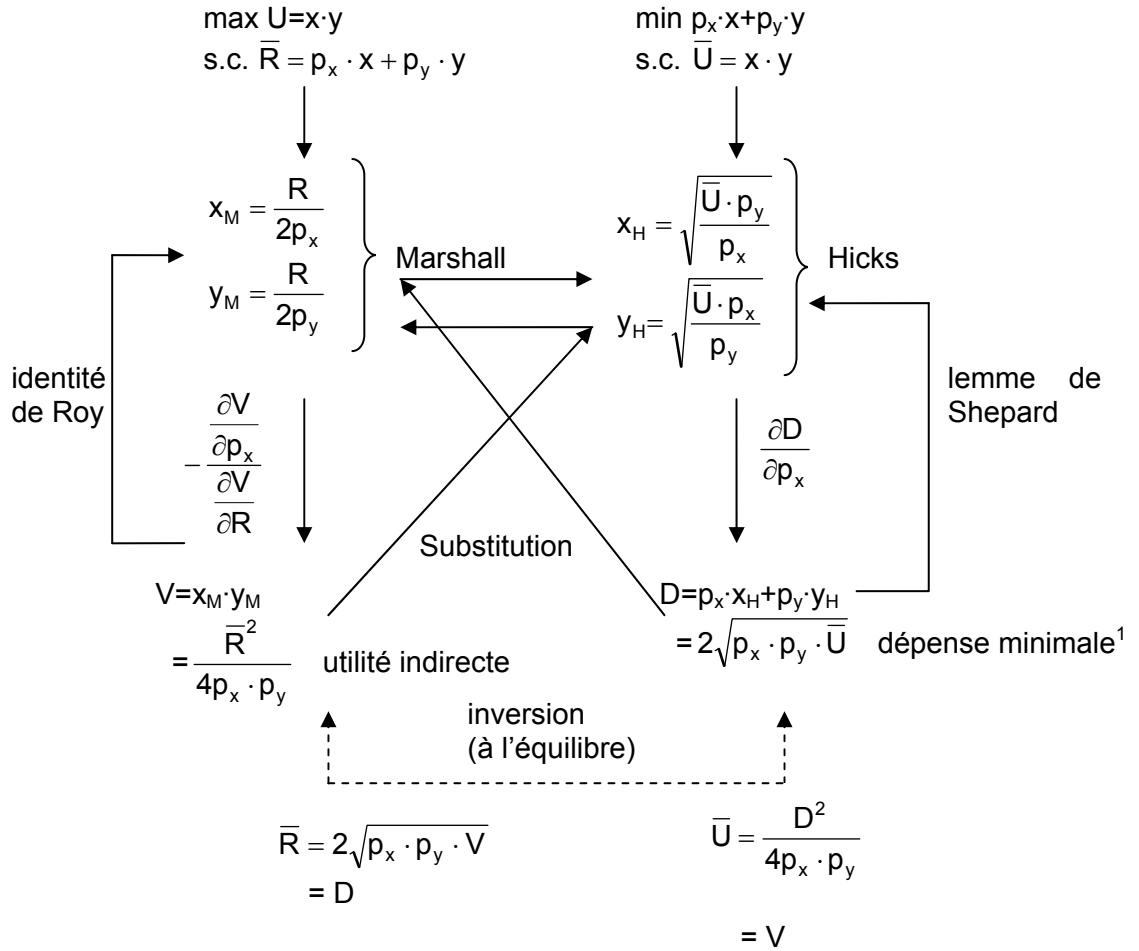 max U=x·y
s.c. R̅ = pₓ · x + p_y · y
min pₓ·x+p_y·y
s.c. U̅ = x · y
x_M = R / 2pₓ
y_M = R / 2p_y
Marshall
x_H = √(U̅ · p_y / pₓ)
y_H= √(U̅ · pₓ / p_y)
Hicks
identité
de Roy
− (∂V/∂pₓ) / (∂V/∂R)
∂D/∂pₓ
lemme de
Shepard
Substitution
V=x_M·y_M
= R̅² / 4pₓ · p_y utilité indirecte
D=pₓ·x_H+p_y·y_H
= 2√(pₓ · p_y · U̅) dépense minimale¹
inversion
(à l’équilibre)
R̅ = 2√(pₓ · p_y · V)
= D
U̅ = D² / 4pₓ · p_y
= V